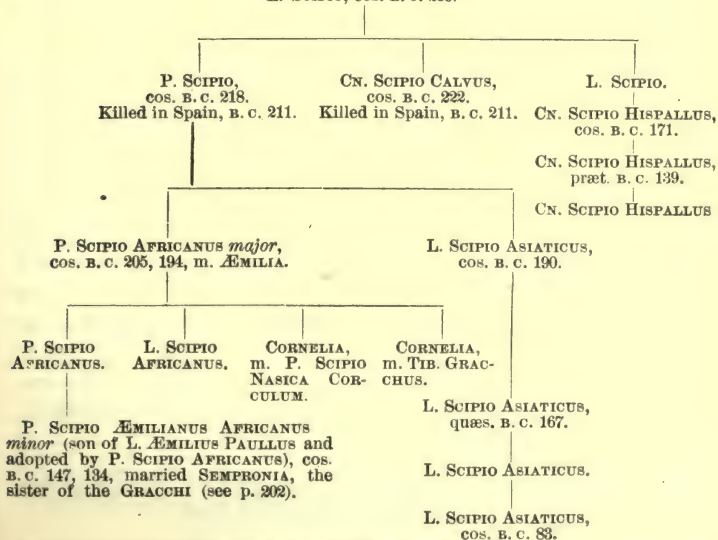 P. SCIPIO,
cos. B.C. 218.
Killed in Spain, B.C. 211.
CN. SCIPIO CALVUS,
cos. B.C. 222.
Killed in Spain, B.C. 211.
L. SCIPIO.
CN. SCIPIO HISPALLUS,
cos. B.C. 171.
CN. SCIPIO HISPALLUS,
præt. B.C. 139.
CN. SCIPIO HISPALLUS
P. SCIPIO AFRICANUS major,
cos. B.C. 205, 194, m. ÆMILIA.
L. SCIPIO ASIATICUS,
cos. B.C. 190.
P. SCIPIO
AFRICANUS.
L. SCIPIO
AFRICANUS.
CORNELIA,
m. P. SCIPIO
NASICA COR-
CULUM.
CORNELIA,
m. TIB. GRAC-
CHUS.
P. SCIPIO ÆMILIANUS AFRICANUS
minor (son of L. ÆMILIUS PAULLUS and
adopted by P. SCIPIO AFRICANUS), cos.
B.C. 147, 134, married SEMPRONIA, the
sister of the GRACCHI (see p. 202).
L. SCIPIO ASIATICUS,
quæs. B.C. 167.
L. SCIPIO ASIATICUS.
L. SCIPIO ASIATICUS,
cos. B.C. 83.